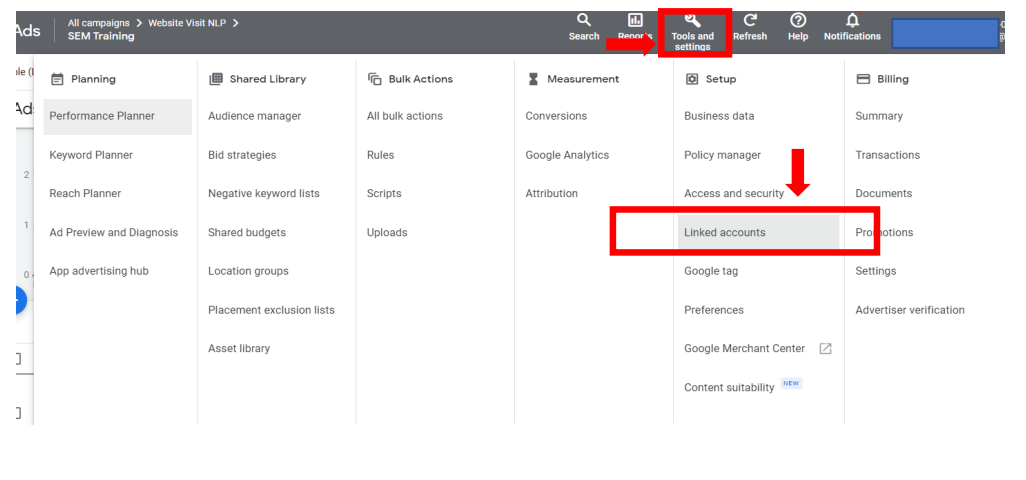 Ads
All campaigns > Website Visit NLP >
SEM Training
Search
Reports
Tools and
settings
Refresh
Help
Notifications
Planning
Performance Planner
Keyword Planner
Reach Planner
Ad Preview and Diagnosis
App advertising hub
Shared Library
Audience manager
Bid strategies
Negative keyword lists
Shared budgets
Location groups
Placement exclusion lists
Asset library
Bulk Actions
All bulk actions
Rules
Scripts
Uploads
Measurement
Conversions
Google Analytics
Attribution
Setup
Business data
Policy manager
Access and security
Linked accounts
Google tag
Preferences
Google Merchant Center
Content suitability NEW
Billing
Summary
Transactions
Documents
Promotions
Settings
Advertiser verification
2
1
0